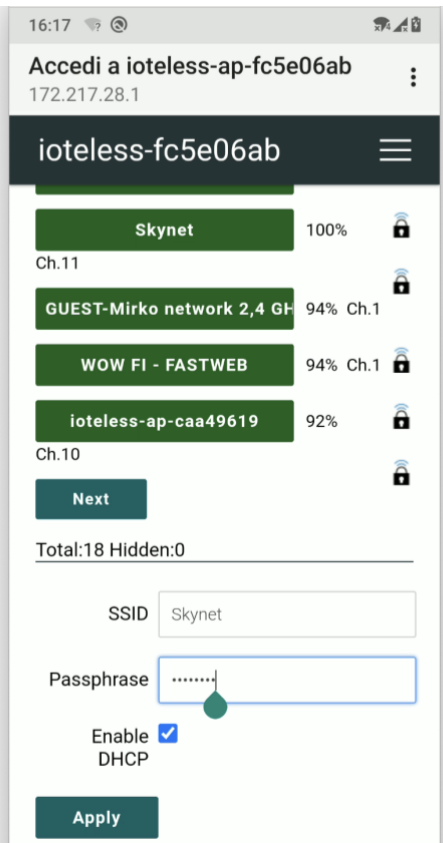 16:17
Accedi a ioteless-ap-fc5e06ab
172.217.28.1
ioteless-fc5e06ab
Skynet 100%
Ch.11
GUEST-Mirko network 2,4 GH 94% Ch.1
WOW FI - FASTWEB 94% Ch.1
ioteless-ap-caa49619 92%
Ch.10
Next
Total:18 Hidden:0
SSID Skynet
Passphrase ········
Enable
DHCP
Apply